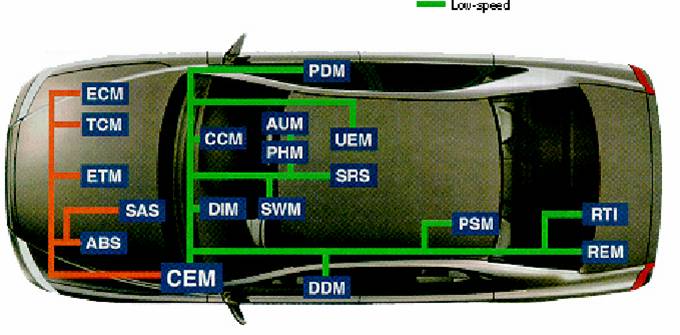 Low-speed
PDM
ECM
TCM
CCM
AUM
UEM
PHM
ETM
SRS
SAS
DIM
SWM
PSM
RTI
ABS
REM
CEM
DDM